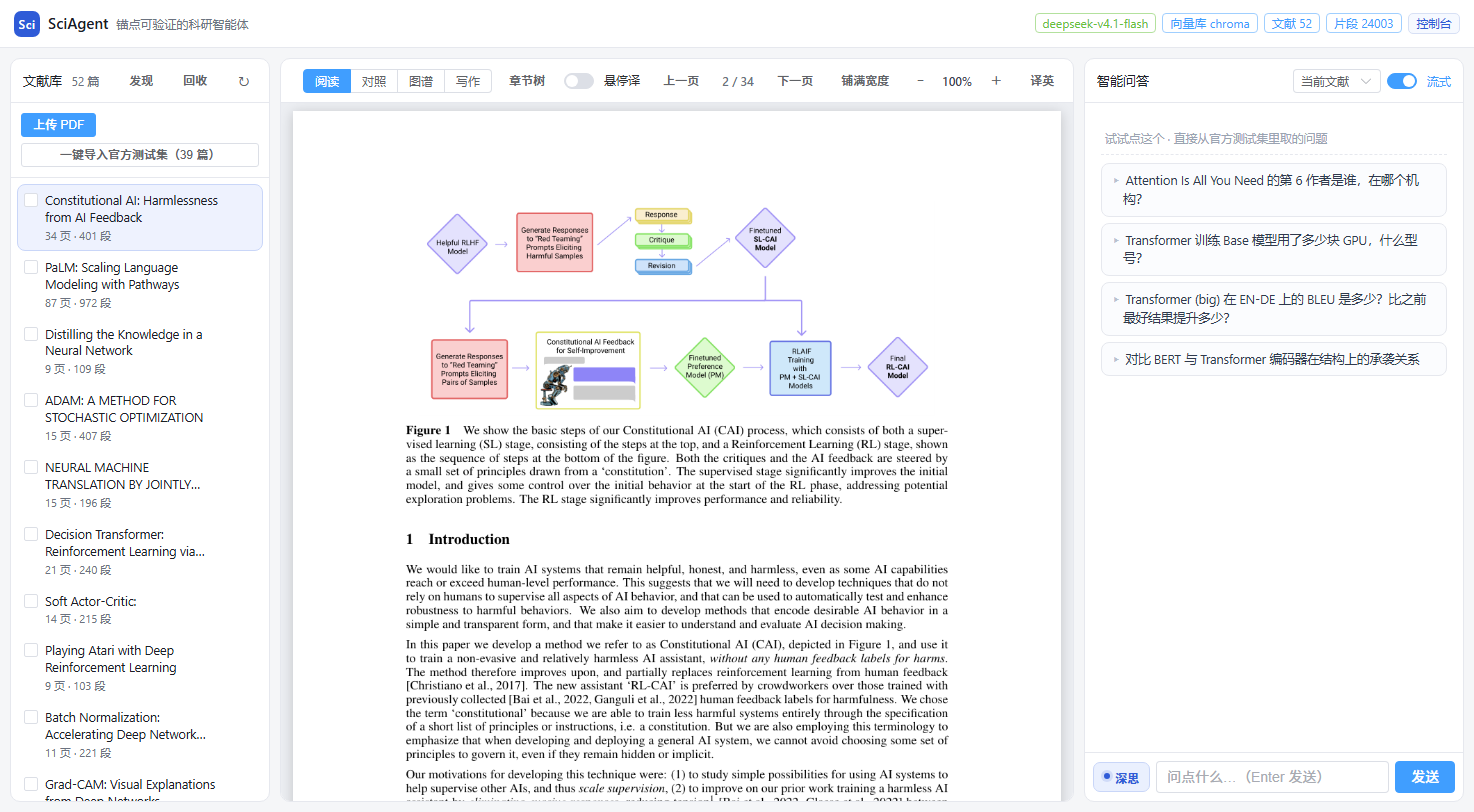 Sci SciAgent 锚点可验证的科研智能体
deepseek-v4.1-flash 向量库 chroma 文献 52 片段 24003 控制台
文献库 52 篇 发现 回收
上传 PDF
一键导入官方测试集（39 篇）
Constitutional AI: Harmlessness
from AI Feedback
34 页 · 401 段
PaLM: Scaling Language
Modeling with Pathways
87 页 · 972 段
Distilling the Knowledge in a
Neural Network
9 页 · 109 段
ADAM: A METHOD FOR
STOCHASTIC OPTIMIZATION
15 页 · 407 段
NEURAL MACHINE
TRANSLATION BY JOINTLY...
15 页 · 196 段
Decision Transformer:
Reinforcement Learning via...
21 页 · 240 段
Soft Actor-Critic:
14 页 · 215 段
Playing Atari with Deep
Reinforcement Learning
9 页 · 103 段
Batch Normalization:
Accelerating Deep Network...
11 页 · 221 段
Grad-CAM: Visual Explanations
from Deep Networks
阅读 对照 图谱 写作 章节树 悬停译 上一页 2 / 34 下一页 铺满宽度 − 100% + 译英
Helpful RLHF
Model
Generate Responses
to "Red Teaming"
Prompts Eliciting
Harmful Samples
Response
Critique
Revision
Finetuned
SL-CAI
Model
Generate Responses
to "Red Teaming"
Prompts Eliciting
Pairs of Samples
Constitutional AI Feedback
for Self-Improvement
Finetuned
Preference
Model (PM)
RLAIF
Training
with
PM + SL-CAI
Models
Final
RL-CAI
Model
Figure 1 We show the basic steps of our Constitutional AI (CAI) process, which consists of both a super-
vised learning (SL) stage, consisting of the steps at the top, and a Reinforcement Learning (RL) stage, shown
as the sequence of steps at the bottom of the figure. Both the critiques and the AI feedback are steered by
a small set of principles drawn from a ‘constitution’. The supervised stage significantly improves the initial
model, and gives some control over the initial behavior at the start of the RL phase, addressing potential
exploration problems. The RL stage significantly improves performance and reliability.
1 Introduction
We would like to train AI systems that remain helpful, honest, and harmless, even as some AI capabilities
reach or exceed human-level performance. This suggests that we will need to develop techniques that do not
rely on humans to supervise all aspects of AI behavior, and that can be used to automatically test and enhance
robustness to harmful behaviors. We also aim to develop methods that encode desirable AI behavior in a
simple and transparent form, and that make it easier to understand and evaluate AI decision making.
In this paper we develop a method we refer to as Constitutional AI (CAI), depicted in Figure 1, and use it
to train a non-evasive and relatively harmless AI assistant, without any human feedback labels for harms.
The method therefore improves upon, and partially replaces reinforcement learning from human feedback
[Christiano et al., 2017]. The new assistant ‘RL-CAI’ is preferred by crowdworkers over those trained with
previously collected [Bai et al., 2022, Ganguli et al., 2022] human feedback labels for harmfulness. We chose
the term ‘constitutional’ because we are able to train less harmful systems entirely through the specification
of a short list of principles or instructions, i.e. a constitution. But we are also employing this terminology to
emphasize that when developing and deploying a general AI system, we cannot avoid choosing some set of
principles to govern it, even if they remain hidden or implicit.
Our motivations for developing this technique were: (1) to study simple possibilities for using AI systems to
help supervise other AIs, and thus scale supervision, (2) to improve on our prior work training a harmless AI
智能问答 当前文献 流式
试试点这个 · 直接从官方测试集里取的问题
Attention Is All You Need 的第 6 作者是谁，在哪个机
构？
Transformer 训练 Base 模型用了多少块 GPU，什么型
号？
Transformer (big) 在 EN-DE 上的 BLEU 是多少？比之前
最好结果提升多少？
对比 BERT 与 Transformer 编码器在结构上的承袭关系
深思 问点什么...（Enter 发送） 发送